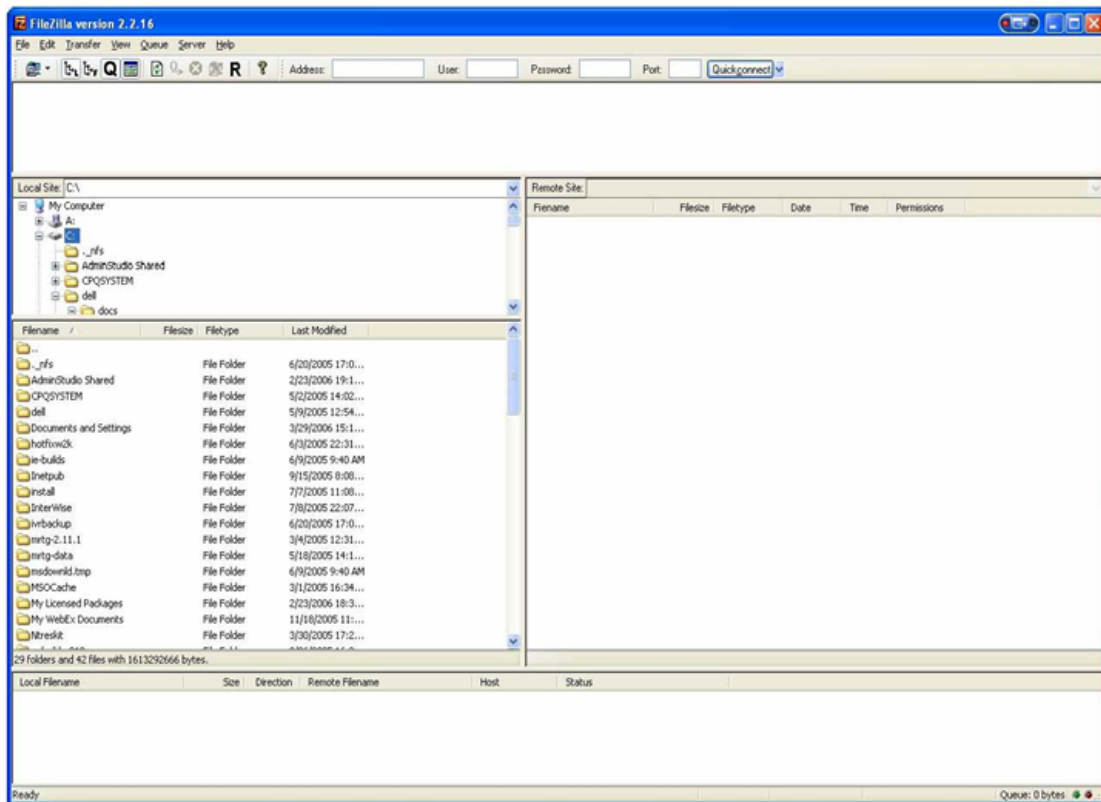 FileZilla version 2.2.16
File Edit Transfer View Queue Server Help
Q R ? Address: User: Password: Port: Quickconnect
Local Site: C:\
Remote Site:
My Computer
A:
C:
._nfs
AdminStudio Shared
CPQSYSTEM
dell
docs
Filename Filesize Filetype Date Time Permissions
Filename / Filesize Filetype Last Modified
..
._nfs File Folder 6/20/2005 17:0...
AdminStudio Shared File Folder 2/23/2006 19:1...
CPQSYSTEM File Folder 5/2/2005 14:02...
dell File Folder 5/9/2005 12:54...
Documents and Settings File Folder 3/29/2006 15:1...
hotfixw2k File Folder 6/3/2005 22:31...
ie-builds File Folder 6/9/2005 9:40 AM
Inetpub File Folder 9/15/2005 8:08...
install File Folder 7/7/2005 11:08...
InterWise File Folder 7/8/2005 22:07...
ivrbackup File Folder 6/20/2005 17:0...
mrtg-2.11.1 File Folder 3/4/2005 12:31...
mrtg-data File Folder 5/18/2005 14:1...
msdownld.tmp File Folder 6/9/2005 9:40 AM
MSOCache File Folder 3/1/2005 16:34...
My Licensed Packages File Folder 2/23/2006 18:3...
My WebEx Documents File Folder 11/18/2005 11:...
Ntreskit File Folder 3/30/2005 17:2...
29 folders and 42 files with 1613292666 bytes.
Local Filename Size Direction Remote Filename Host Status
Ready
Queue: 0 bytes